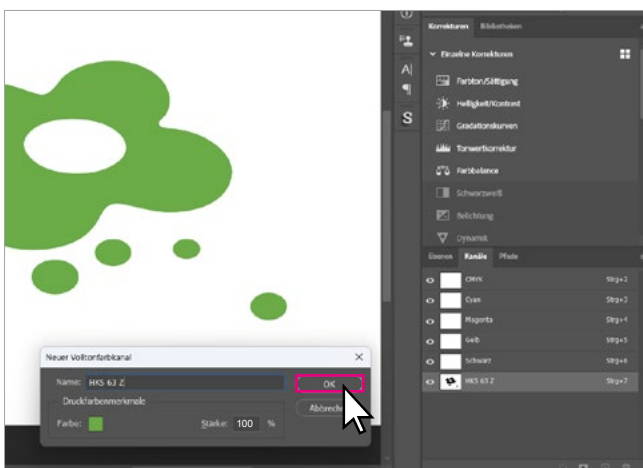 Korrekturen Bibliotheken
Einzelne Korrekturen
Farbton/Sättigung
Helligkeit/Kontrast
Gradationskurven
Tonwertkorrektur
Farbbalance
Schwarzweiß
Belichtung
Dynamik
Ebenen Kanäle Pfade
CMYK Strg+2
Cyan Strg+3
Magenta Strg+4
Gelb Strg+5
Schwarz Strg+6
HKS 63 Z Strg+7
A|
S
Neuer Volltonfarbkanal
Name: HKS 63 Z
OK
Druckfarbenmerkmale
Farbe: Stärke: 100 %